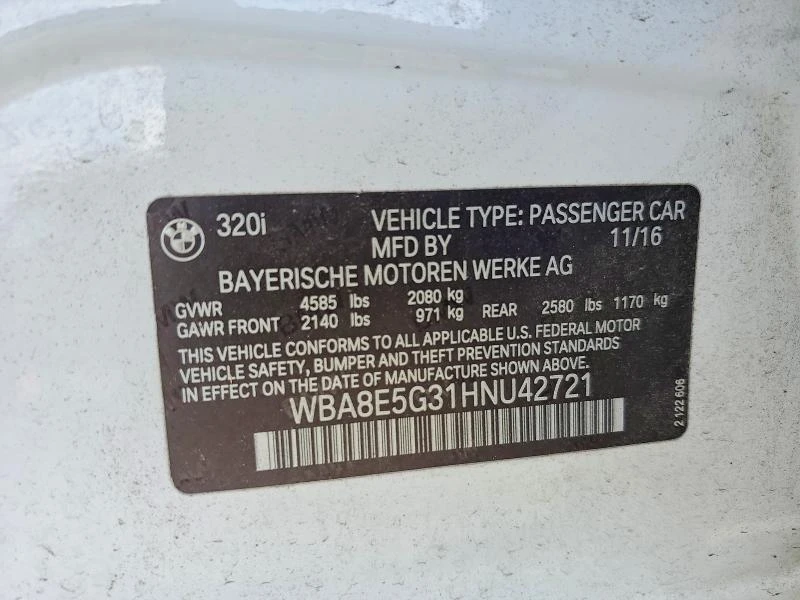 320i VEHICLE TYPE: PASSENGER CAR
MFD BY 11/16
BAYERISCHE MOTOREN WERKE AG
GVWR 4585 lbs 2080 kg
GAWR FRONT 2140 lbs 971 kg REAR 2580 lbs 1170 kg
THIS VEHICLE CONFORMS TO ALL APPLICABLE U.S. FEDERAL MOTOR
VEHICLE SAFETY, BUMPER AND THEFT PREVENTION STANDARDS
IN EFFECT ON THE DATE OF MANUFACTURE SHOWN ABOVE.
WBA8E5G31HNU42721
2 122 606